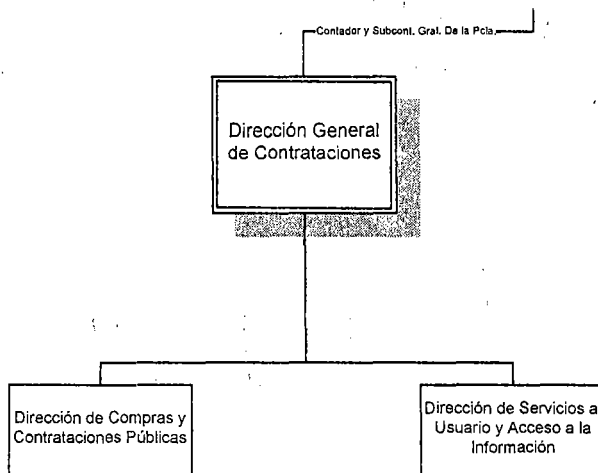 Contador y Subcont. Gral. De la Pcia.
Dirección General
de Contrataciones
Dirección de Compras y
Contrataciones Públicas
Dirección de Servicios a
Usuario y Acceso a la
Información